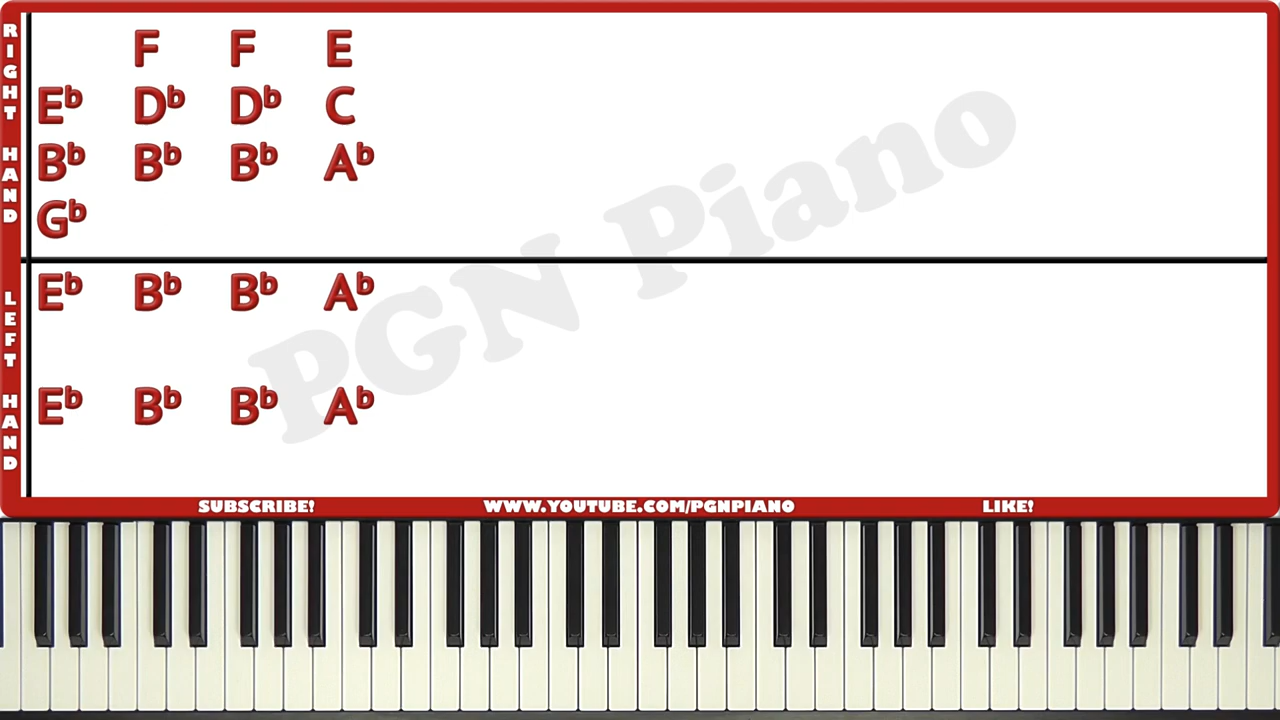 RIGHT HAND
F F E
E♭ D♭ D♭ C
B♭ B♭ B♭ A♭
G♭
LEFT HAND
E♭ B♭ B♭ A♭
E♭ B♭ B♭ A♭
PGN Piano
SUBSCRIBE! WWW.YOUTUBE.COM/PGNPIANO LIKE!